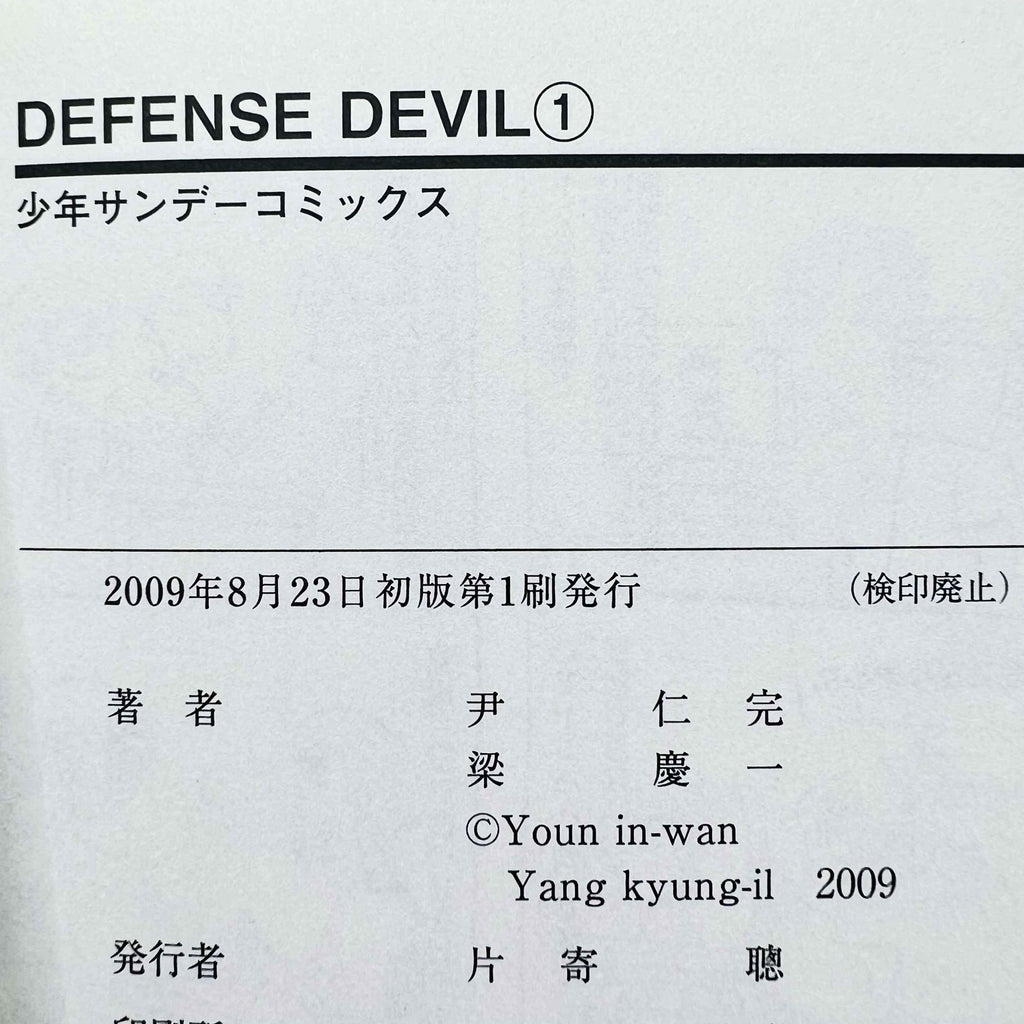 DEFENSE DEVIL①
少年サンデーコミックス
2009年8月23日初版第1刷発行 (検印廃止)
著 者 尹 仁 完
梁 慶 一
©Youn in-wan
Yang kyung-il 2009
発行者 片 寄 聰